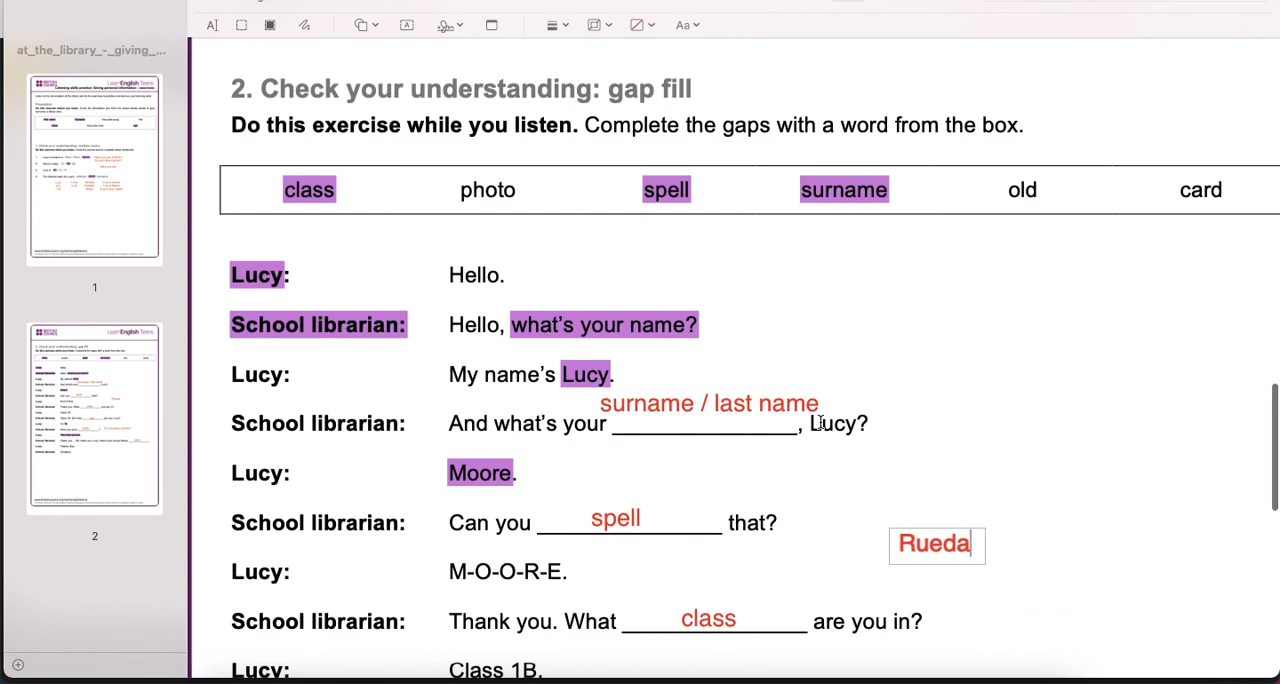 Aa
at_the_library_-_giving_...
1
2
2. Check your understanding: gap fill
Do this exercise while you listen. Complete the gaps with a word from the box.
class photo spell surname old card
Lucy: Hello.
School librarian: Hello, what's your name?
Lucy: My name's Lucy.
surname / last name
School librarian: And what's your ________________, Lucy?
Lucy: Moore.
School librarian: Can you spell that?
Rueda
Lucy: M-O-O-R-E.
School librarian: Thank you. What class are you in?
Lucy: Class 1B.